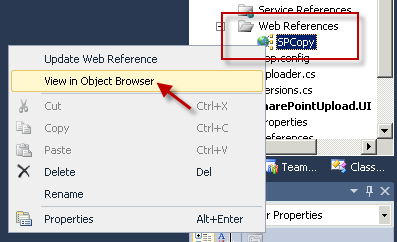 Service References
Web References
SPCopy
app.config
ploader.cs
ersions.cs
harePointUpload.UI
roperties
eferences
Update Web Reference
View in Object Browser
Cut Ctrl+X
Copy Ctrl+C
Paste Ctrl+V
Delete Del
Rename
Properties Alt+Enter
Team...
Class...
r Properties